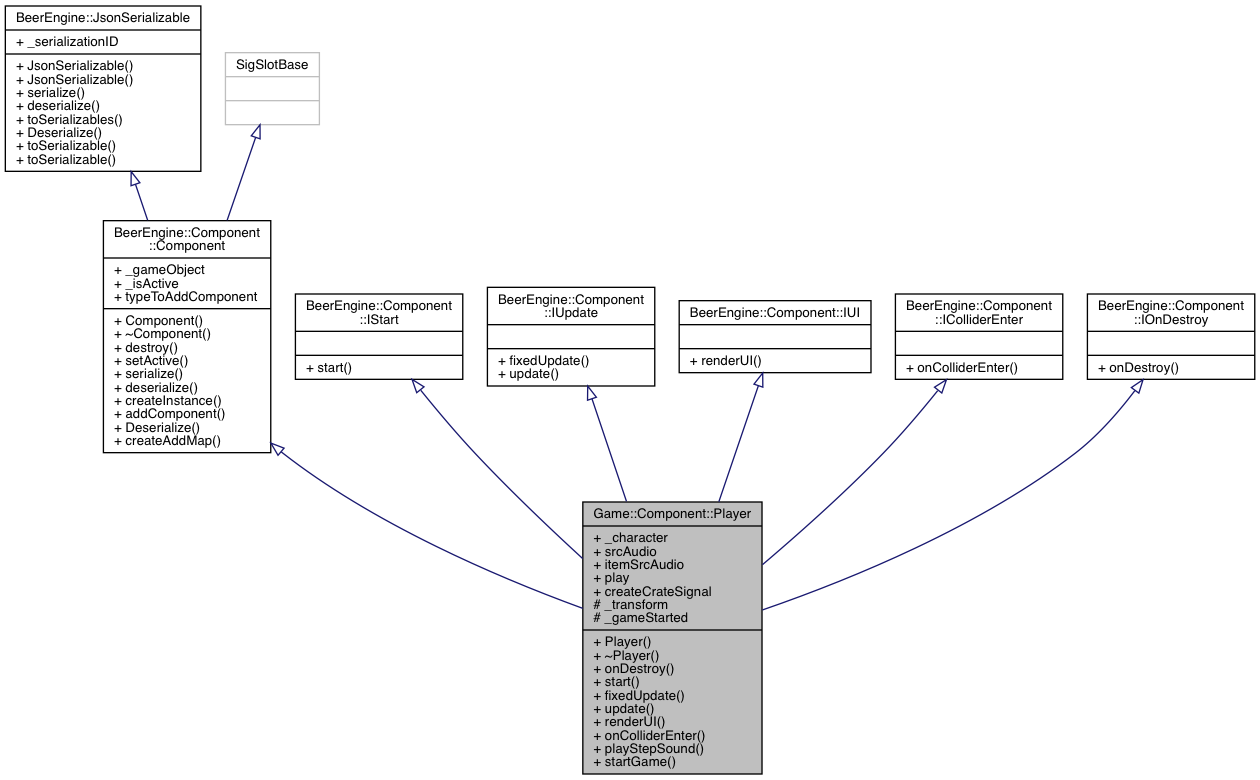 BeerEngine::JsonSerializable
+ _serializationID
+ JsonSerializable()
+ JsonSerializable()
+ serialize()
+ deserialize()
+ toSerializables()
+ Deserialize()
+ toSerializable()
+ toSerializable()
SigSlotBase
BeerEngine::Component
::Component
+ _gameObject
+ _isActive
+ typeToAddComponent
+ Component()
+ ~Component()
+ destroy()
+ setActive()
+ serialize()
+ deserialize()
+ createInstance()
+ addComponent()
+ Deserialize()
+ createAddMap()
BeerEngine::Component
::IStart
+ start()
BeerEngine::Component
::IUpdate
+ fixedUpdate()
+ update()
BeerEngine::Component::IUI
+ renderUI()
BeerEngine::Component
::IColliderEnter
+ onColliderEnter()
BeerEngine::Component
::IOnDestroy
+ onDestroy()
Game::Component::Player
+ _character
+ srcAudio
+ itemSrcAudio
+ play
+ createCrateSignal
# _transform
# _gameStarted
+ Player()
+ ~Player()
+ onDestroy()
+ start()
+ fixedUpdate()
+ update()
+ renderUI()
+ onColliderEnter()
+ playStepSound()
+ startGame()